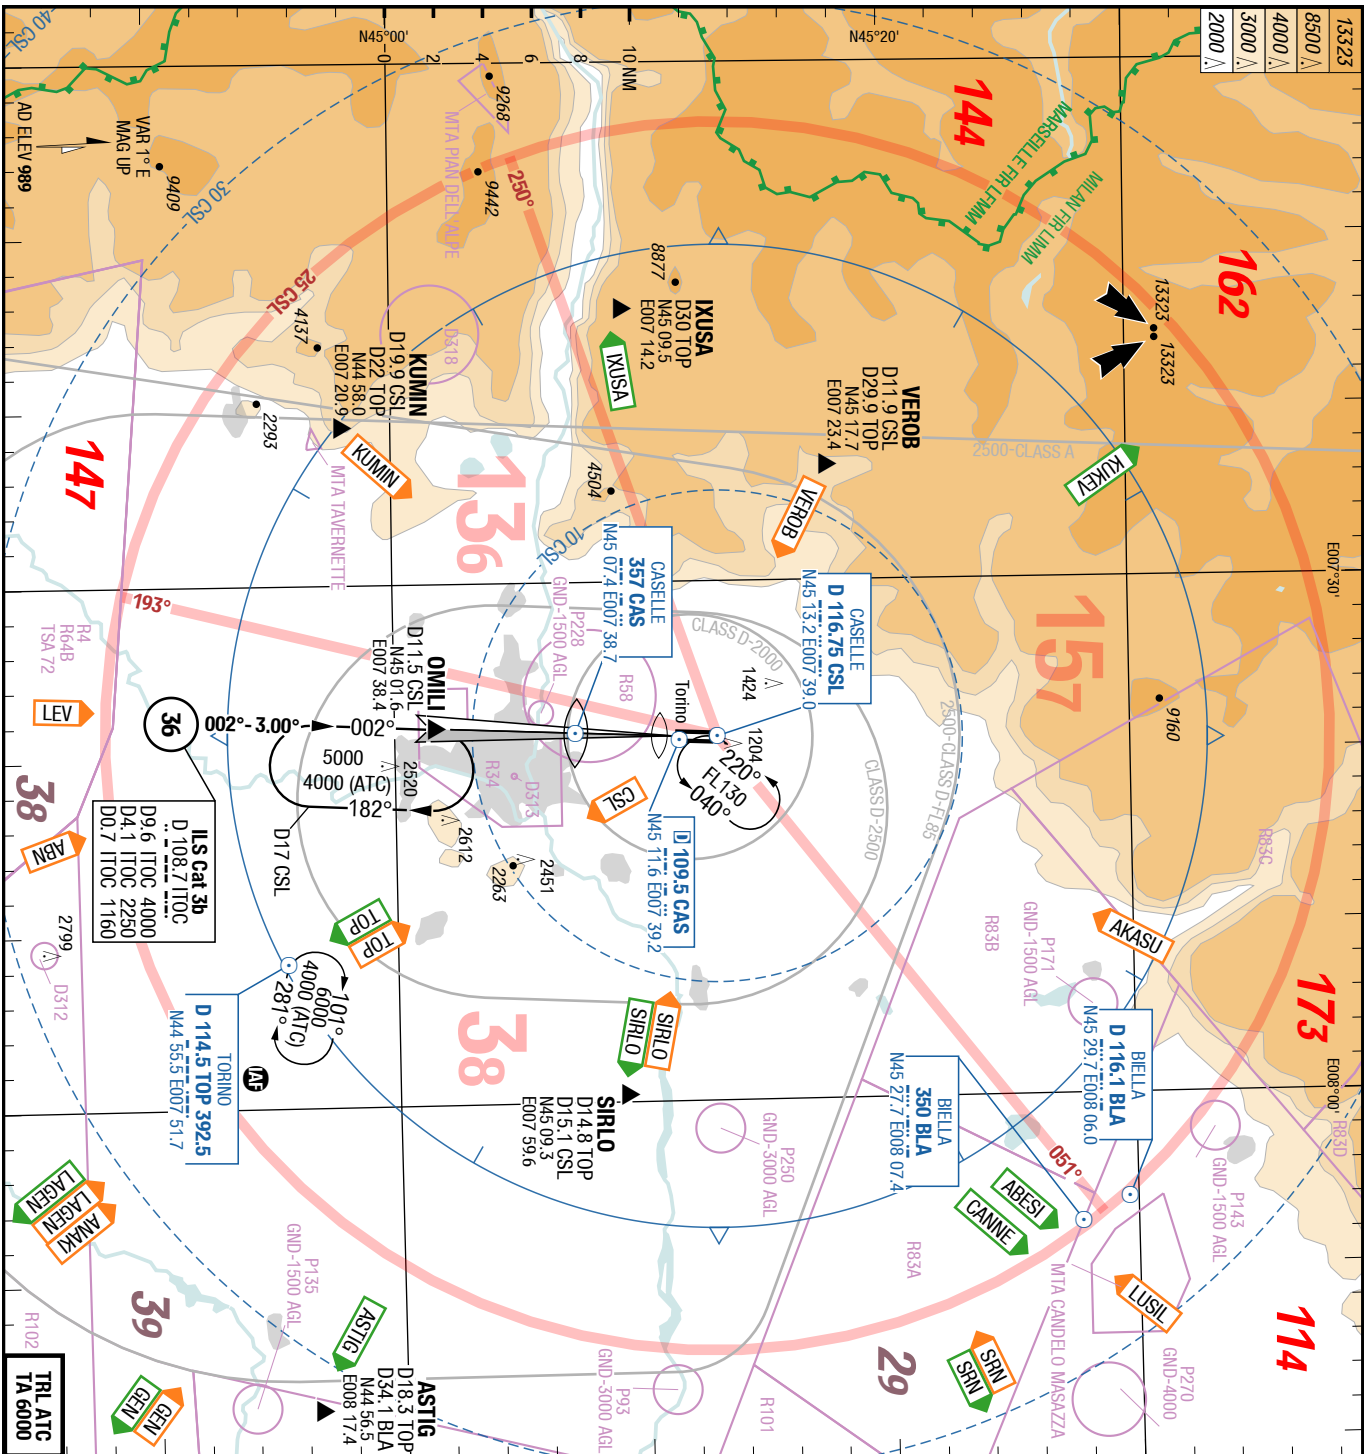 13323
8500
4000
3000
2000
N45°00'
N45°20'
0
2
4
6
8
10 NM
40 CSL
30 CSL
25 CSL
10 CSL
AD ELEV 989
VAR 1° E
MAG UP
9409
9268
9442
MTA PIAN DELL'ALPE
250°
144
MARSEILLE FIR LFMM
MILAN FIR LIMM
162
13323
13323
8877
IXUSA
D30 TOP
N45 09.5
E007 14.2
IXUSA
D318
4137
KUMIN
D19.9 CSL
D22 TOP
N44 58.0
E007 20.9
KUMIN
2293
MTA TAVERNETTE
147
136
4504
VEROB
D11.9 CSL
D29.9 TOP
N45 17.7
E007 23.4
VEROB
2500-CLASS A
KUKEV
E007°30'
157
9160
CASELLE
357 CAS
N45 07.4 E007 38.7
CASELLE
D 116.75 CSL
N45 13.2 E007 39.0
P228
GND-1500 AGL
R58
CLASS D-2000
1424
1204
Torino
2500-CLASS D-FL85
CLASS D-2500
193°
R4
R64B
TSA 72
LEV
OMILI
D11.5 CSL
N45 01.6
E007 38.4
36
002°-3.00°
002°
5000
4000 (ATC)
182°
D17 CSL
2520
R34
D313
2612
2451
2263
CSL
220°
FL130
040°
D 109.5 CAS
N45 11.6 E007 39.2
38
ABN
ILS Cat 3b
D 108.7 ITOC
D9.6 ITOC 4000
D4.1 ITOC 2250
D0.7 ITOC 1160
2799
D312
TOP
TOP
101°
6000
4000 (ATC)
281°
TORINO
D 114.5 TOP 392.5
N44 55.5 E007 51.7
IAF
38
SIRLO
SIRLO
SIRLO
D14.8 TOP
D15.1 CSL
N45 09.3
E007 59.6
R83C
R83B
P171
GND-1500 AGL
AKASU
173
E008°00'
R83D
BIELLA
D 116.1 BLA
N45 29.7 E008 06.0
BIELLA
350 BLA
N45 27.7 E008 07.4
051°
P143
GND-1500 AGL
P250
GND-3000 AGL
ABESI
CANNE
R83A
MTA CANDELO MASAZZA
LUSIL
114
P270
GND-4000
SRN
SRN
29
R101
P93
GND-3000 AGL
LAGEN
LAGEN
ANAKI
39
P135
GND-1500 AGL
R102
GEN
GEN
ASTIG
ASTIG
D18.3 TOP
D34.1 BLA
N44 56.5
E008 17.4
TRL ATC
TA 6000